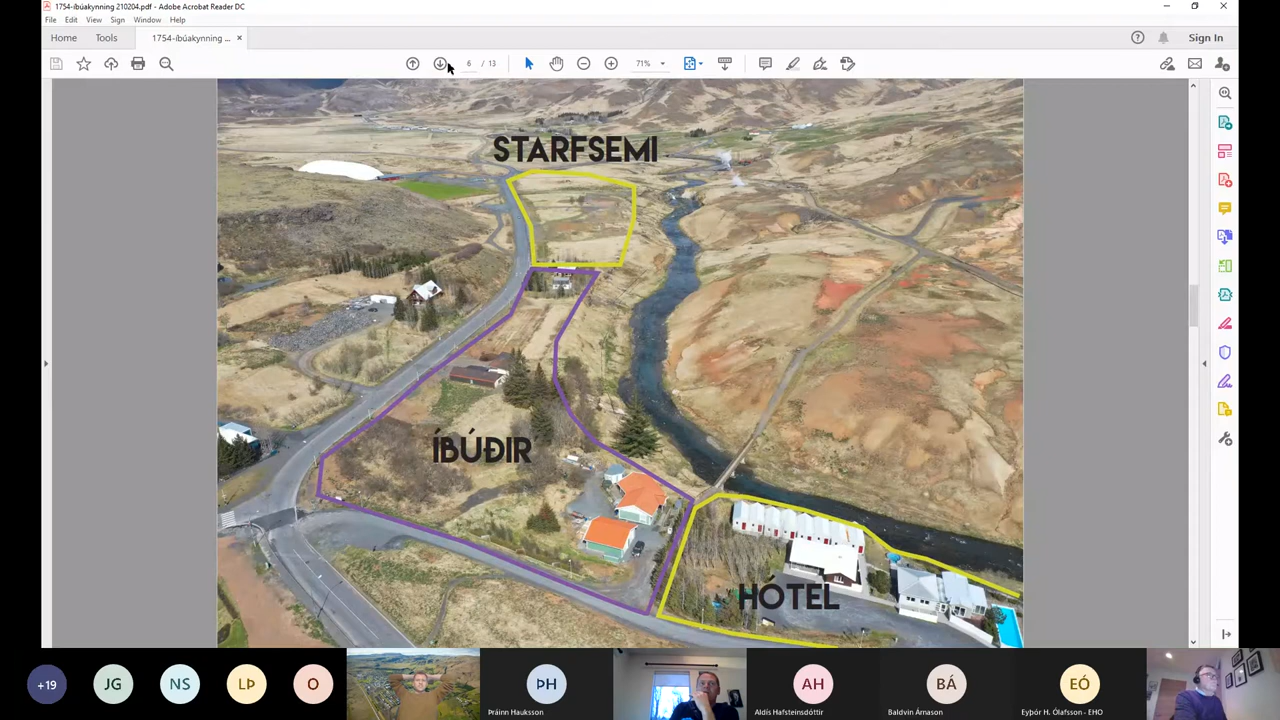 1754-íbúakynning 210204.pdf - Adobe Acrobat Reader DC
File Edit View Sign Window Help
Home Tools 1754-íbúakynning ... × Sign In
6 / 13 71%
STARFSEMI
ÍBÚÐIR
HÓTEL
+19 JG NS LÞ O ÞH AH BÁ EÓ
Þráinn Hauksson Aldís Hafsteinsdóttir Baldvin Árnason Eyþór H. Ólafsson - EHO